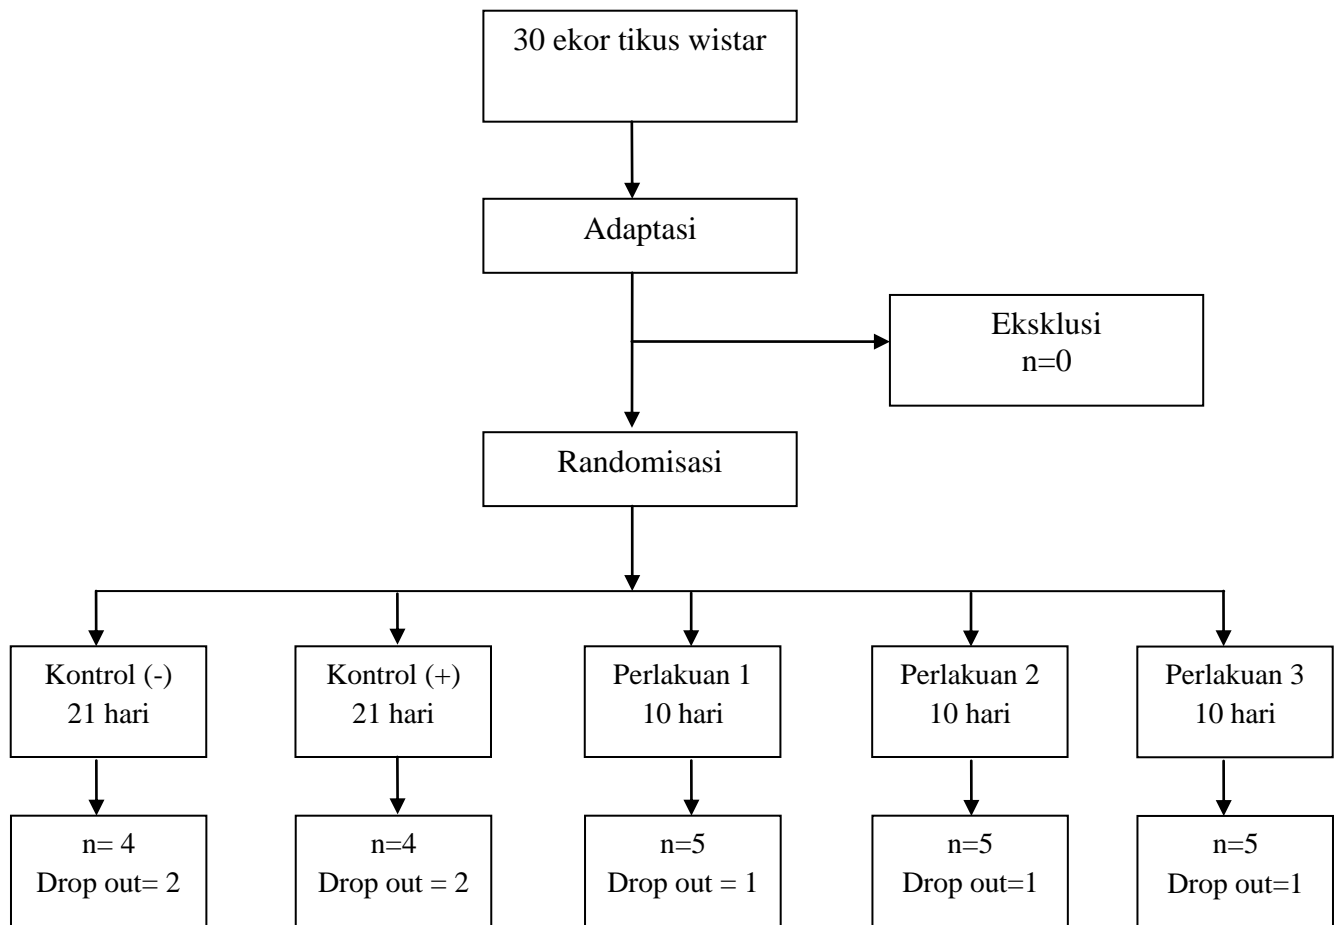 30 ekor tikus wistar
Adaptasi
Eksklusi
n=0
Randomisasi
Kontrol (-)
21 hari
Kontrol (+)
21 hari
Perlakuan 1
10 hari
Perlakuan 2
10 hari
Perlakuan 3
10 hari
n= 4
Drop out= 2
n=4
Drop out = 2
n=5
Drop out = 1
n=5
Drop out=1
n=5
Drop out=1